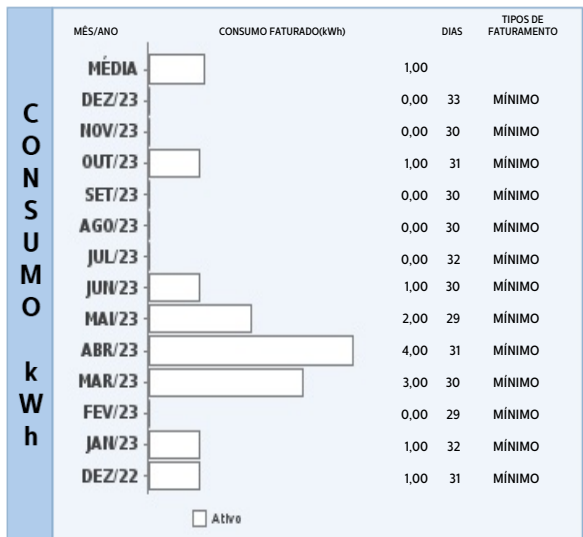 CONSUMO kWh
MÊS/ANO CONSUMO FATURADO(kWh) DIAS TIPOS DE FATURAMENTO
MÉDIA 1,00
DEZ/23 0,00 33 MÍNIMO
NOV/23 0,00 30 MÍNIMO
OUT/23 1,00 31 MÍNIMO
SET/23 0,00 30 MÍNIMO
AGO/23 0,00 30 MÍNIMO
JUL/23 0,00 32 MÍNIMO
JUN/23 1,00 30 MÍNIMO
MAI/23 2,00 29 MÍNIMO
ABR/23 4,00 31 MÍNIMO
MAR/23 3,00 30 MÍNIMO
FEV/23 0,00 29 MÍNIMO
JAN/23 1,00 32 MÍNIMO
DEZ/22 1,00 31 MÍNIMO
Ativo